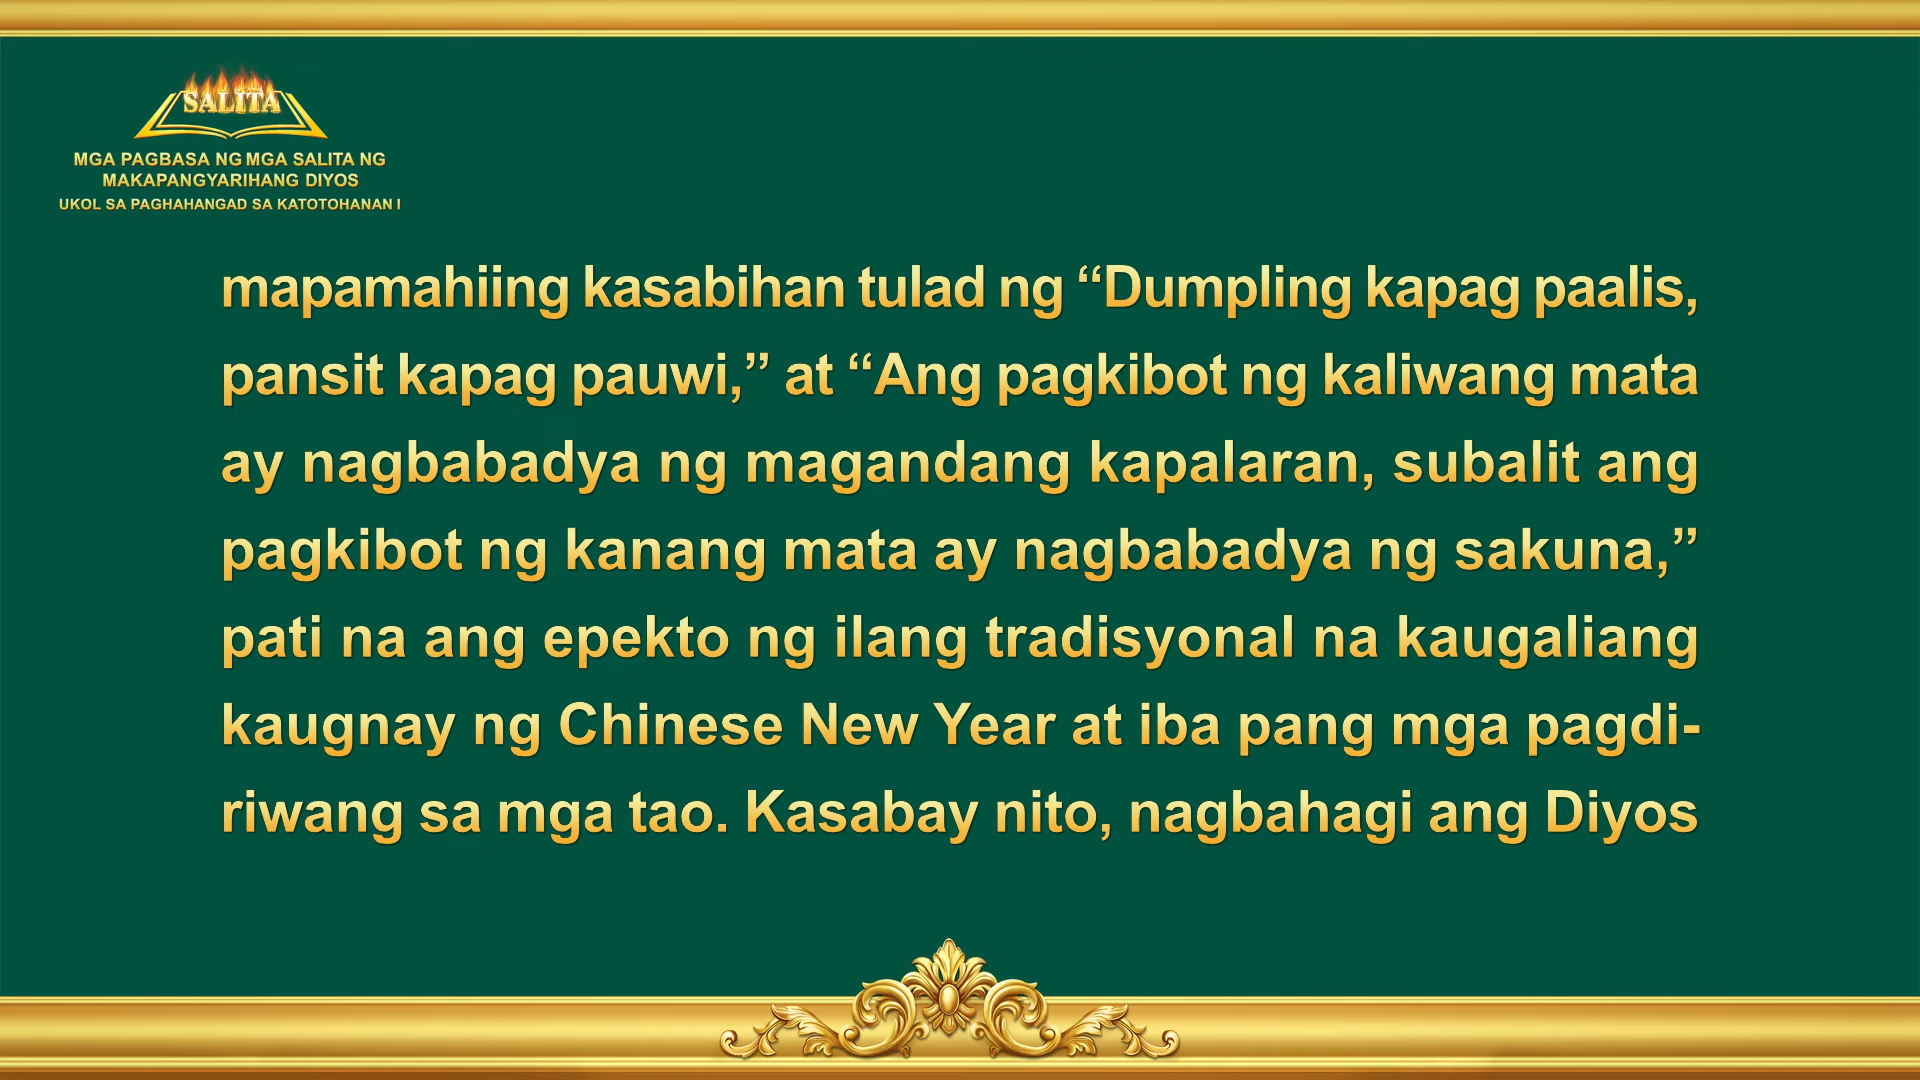 SALITA
MGA PAGBASA NG MGA SALITA NG
MAKAPANGYARIHANG DIYOS
UKOL SA PAGHAHANGAD SA KATOTOHANAN I
mapamahiing kasabihan tulad ng “Dumpling kapag paalis,
pansit kapag pauwi,” at “Ang pagkibot ng kaliwang mata
ay nagbabadya ng magandang kapalaran, subalit ang
pagkibot ng kanang mata ay nagbabadya ng sakuna,”
pati na ang epekto ng ilang tradisyonal na kaugaliang
kaugnay ng Chinese New Year at iba pang mga pagdi-
riwang sa mga tao. Kasabay nito, nagbahagi ang Diyos